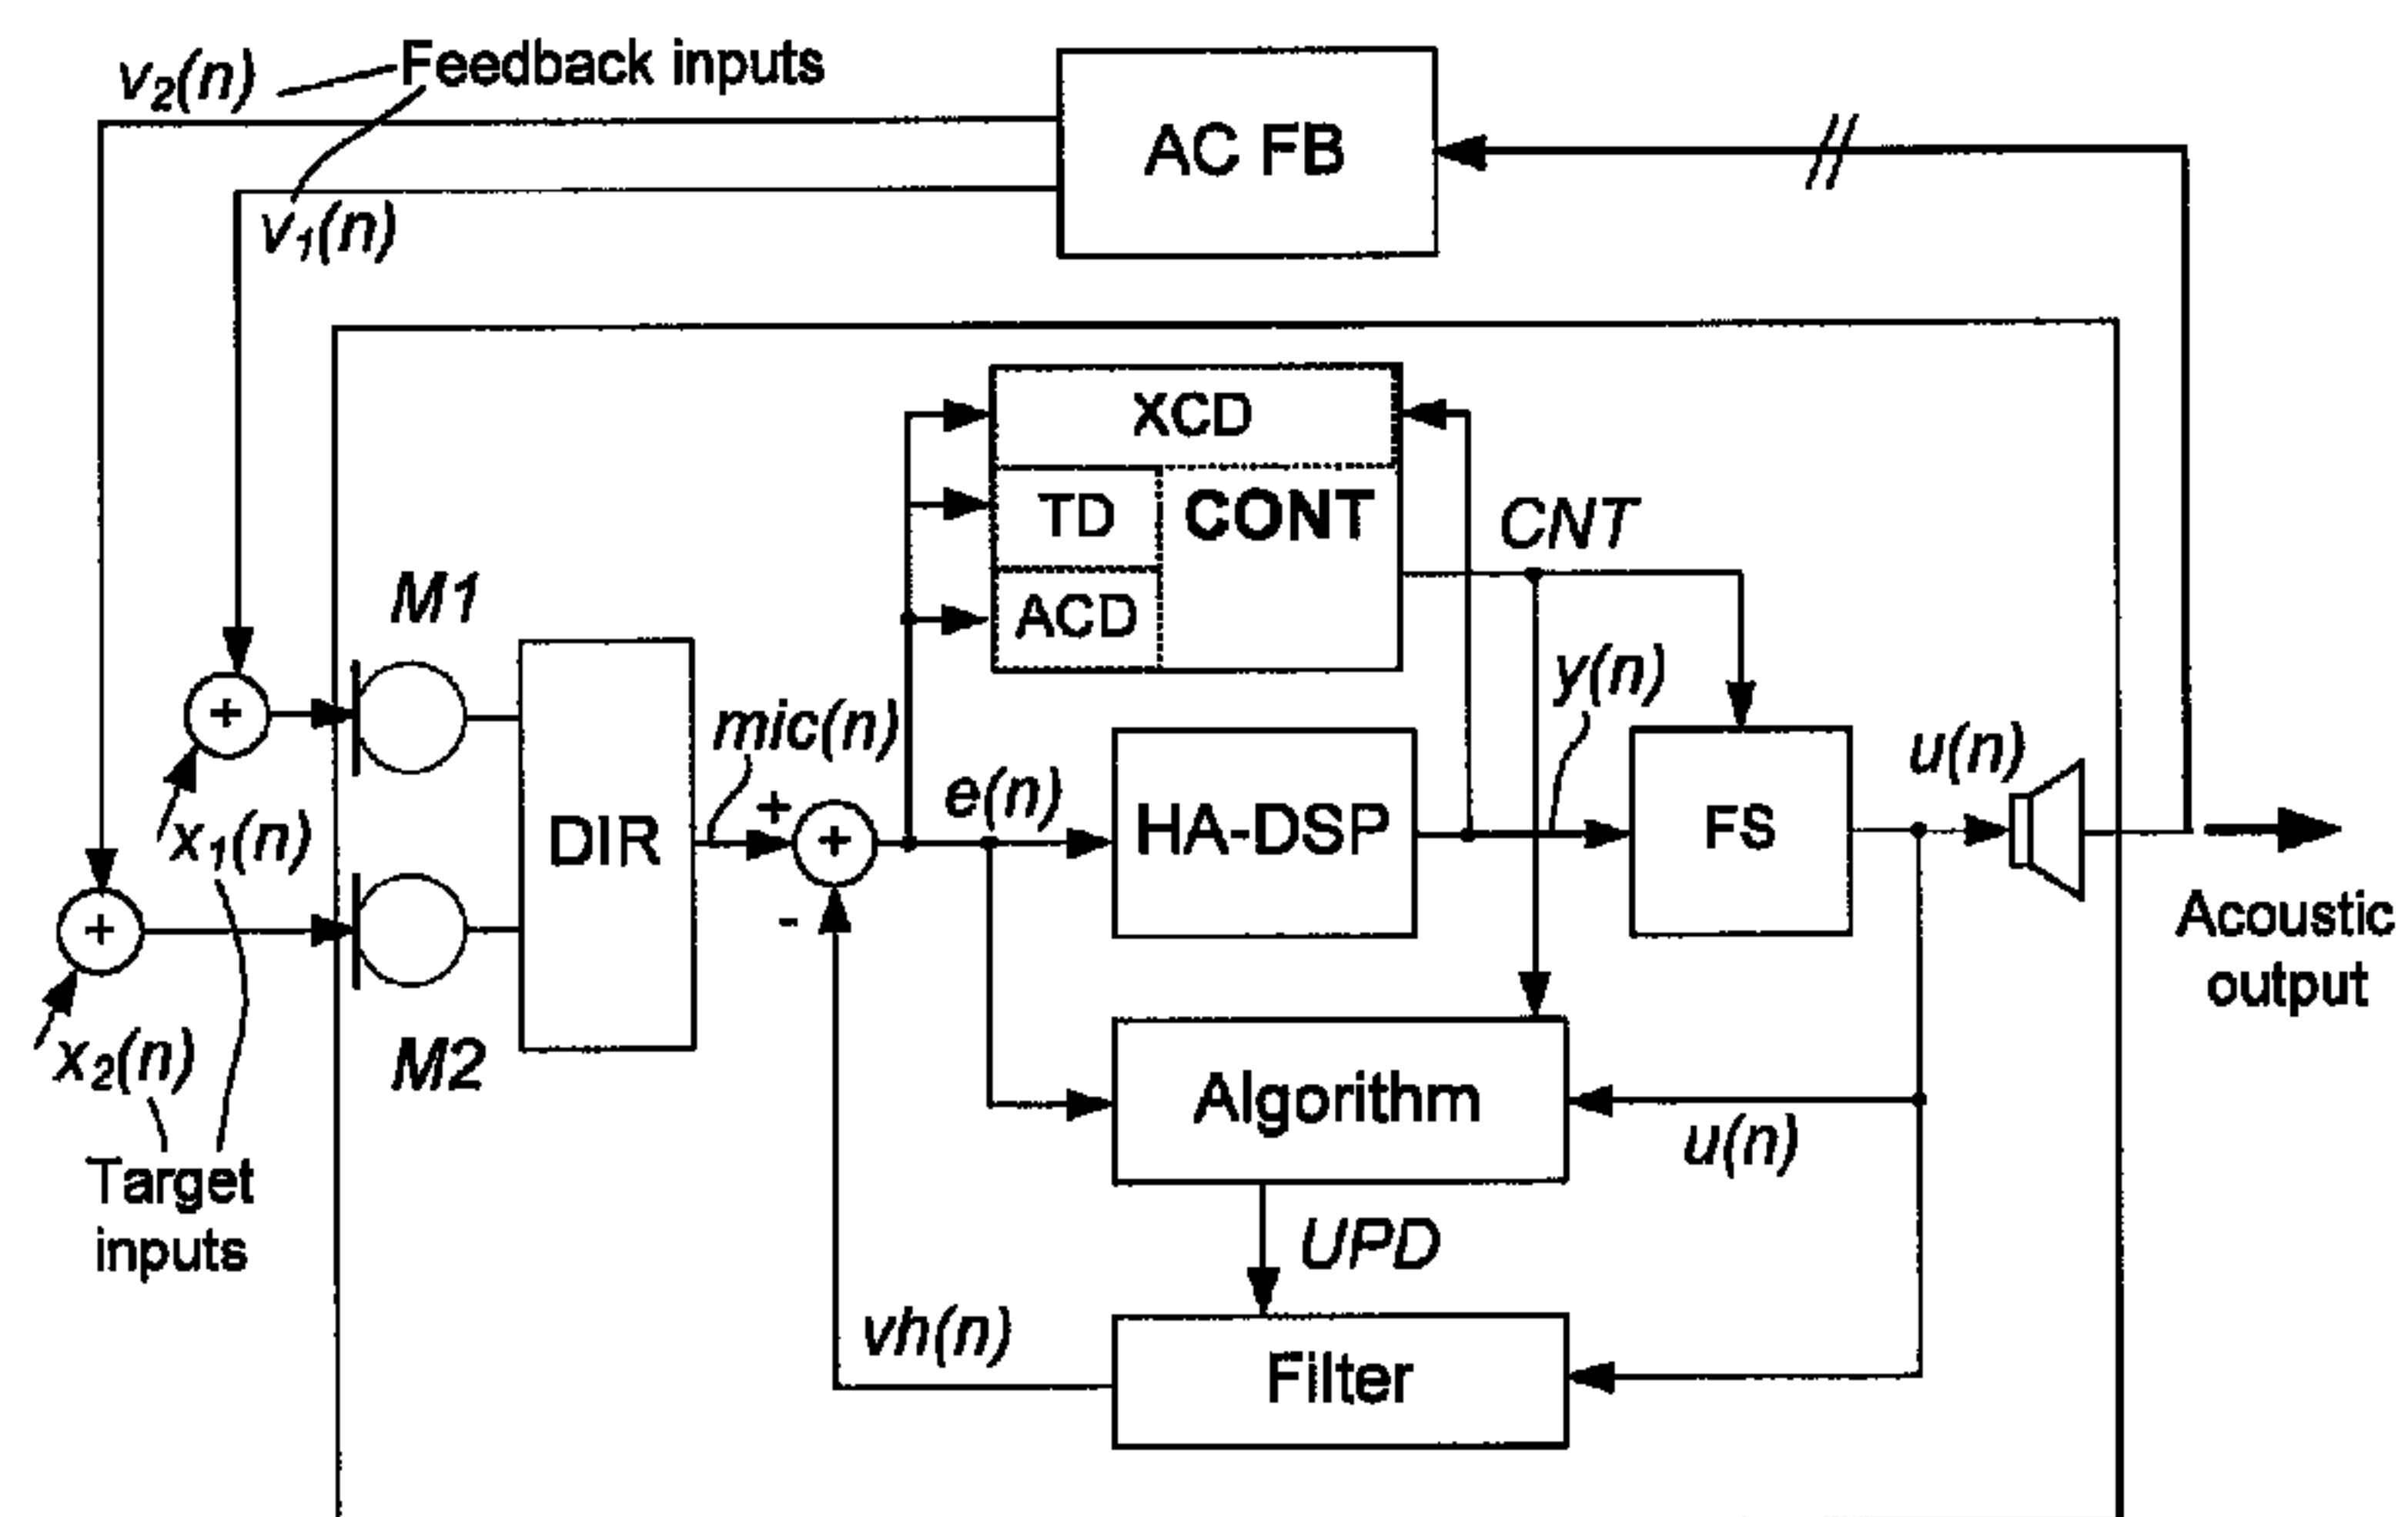 v2(n)
Feedback inputs
AC FB
v1(n)
XCD
TD
CONT
ACD
CNT
M1
mic(n)
y(n)
+
x1(n)
DIR
+
+
-
e(n)
HA-DSP
FS
u(n)
Acoustic
output
+
x2(n)
M2
Algorithm
u(n)
Target
inputs
UPD
vh(n)
Filter